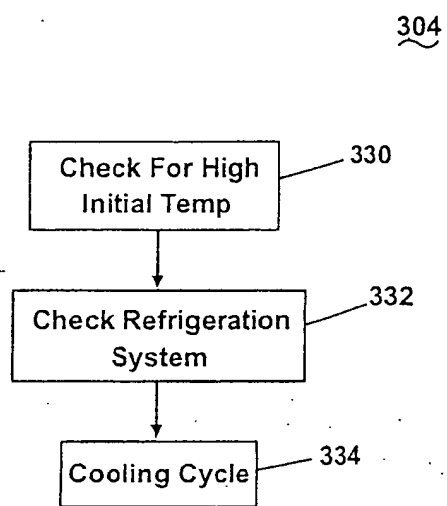 304
Check For High
Initial Temp
330
Check Refrigeration
System
332
Cooling Cycle
334